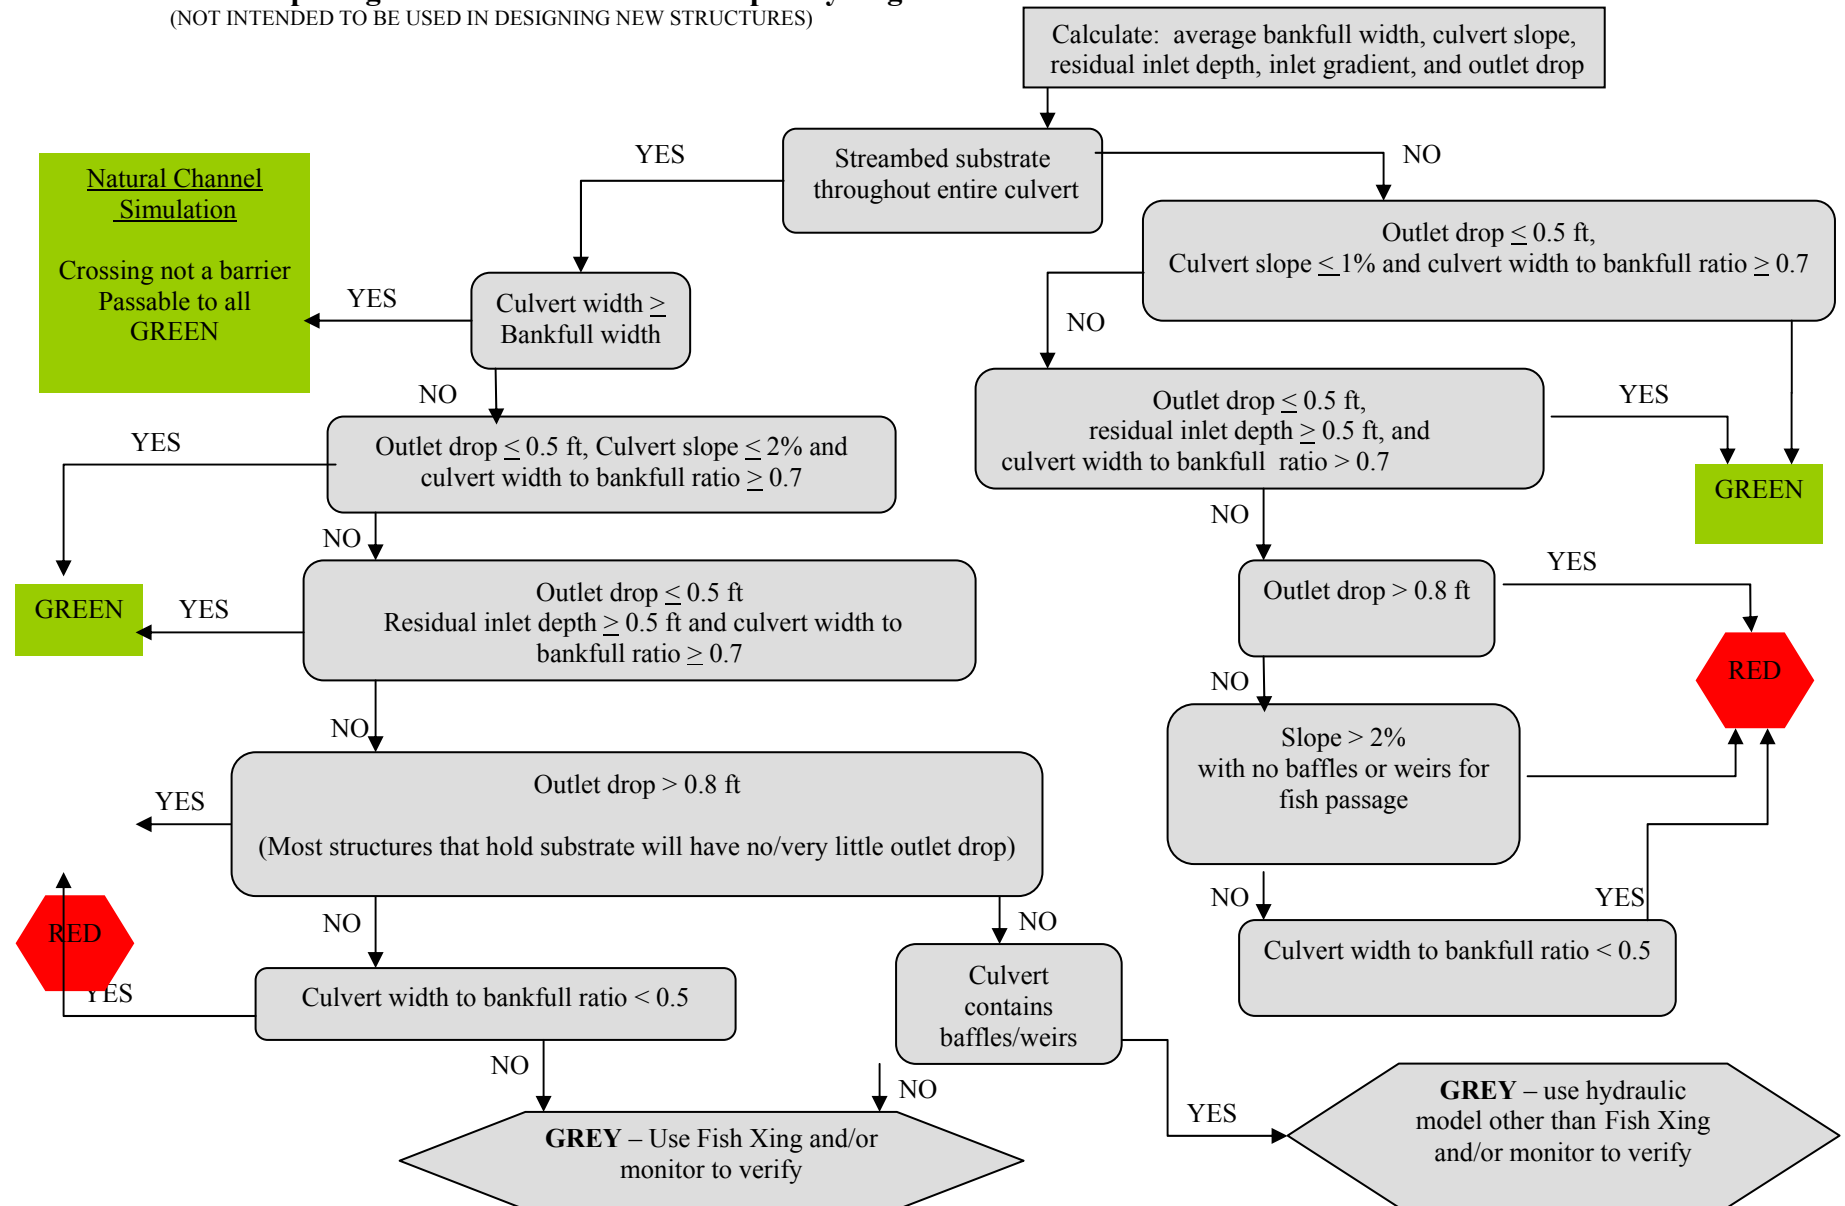 (NOT INTENDED TO BE USED IN DESIGNING NEW STRUCTURES)
Calculate: average bankfull width, culvert slope,
residual inlet depth, inlet gradient, and outlet drop
Streambed substrate
throughout entire culvert
YES
NO
Natural Channel
Simulation
Crossing not a barrier
Passable to all
GREEN
YES
Culvert width ≥
Bankfull width
Outlet drop ≤ 0.5 ft,
Culvert slope ≤ 1% and culvert width to bankfull ratio ≥ 0.7
NO
NO
Outlet drop ≤ 0.5 ft,
residual inlet depth ≥ 0.5 ft, and
culvert width to bankfull ratio > 0.7
YES
GREEN
YES
Outlet drop ≤ 0.5 ft, Culvert slope ≤ 2% and
culvert width to bankfull ratio ≥ 0.7
NO
NO
GREEN
YES
Outlet drop ≤ 0.5 ft
Residual inlet depth ≥ 0.5 ft and culvert width to
bankfull ratio ≥ 0.7
Outlet drop > 0.8 ft
YES
RED
NO
NO
Slope > 2%
with no baffles or weirs for
fish passage
YES
Outlet drop > 0.8 ft
(Most structures that hold substrate will have no/very little outlet drop)
NO
YES
RED
YES
NO
NO
Culvert width to bankfull ratio < 0.5
Culvert width to bankfull ratio < 0.5
Culvert
contains
baffles/weirs
NO
NO
YES
GREY – Use Fish Xing and/or
monitor to verify
GREY – use hydraulic
model other than Fish Xing
and/or monitor to verify